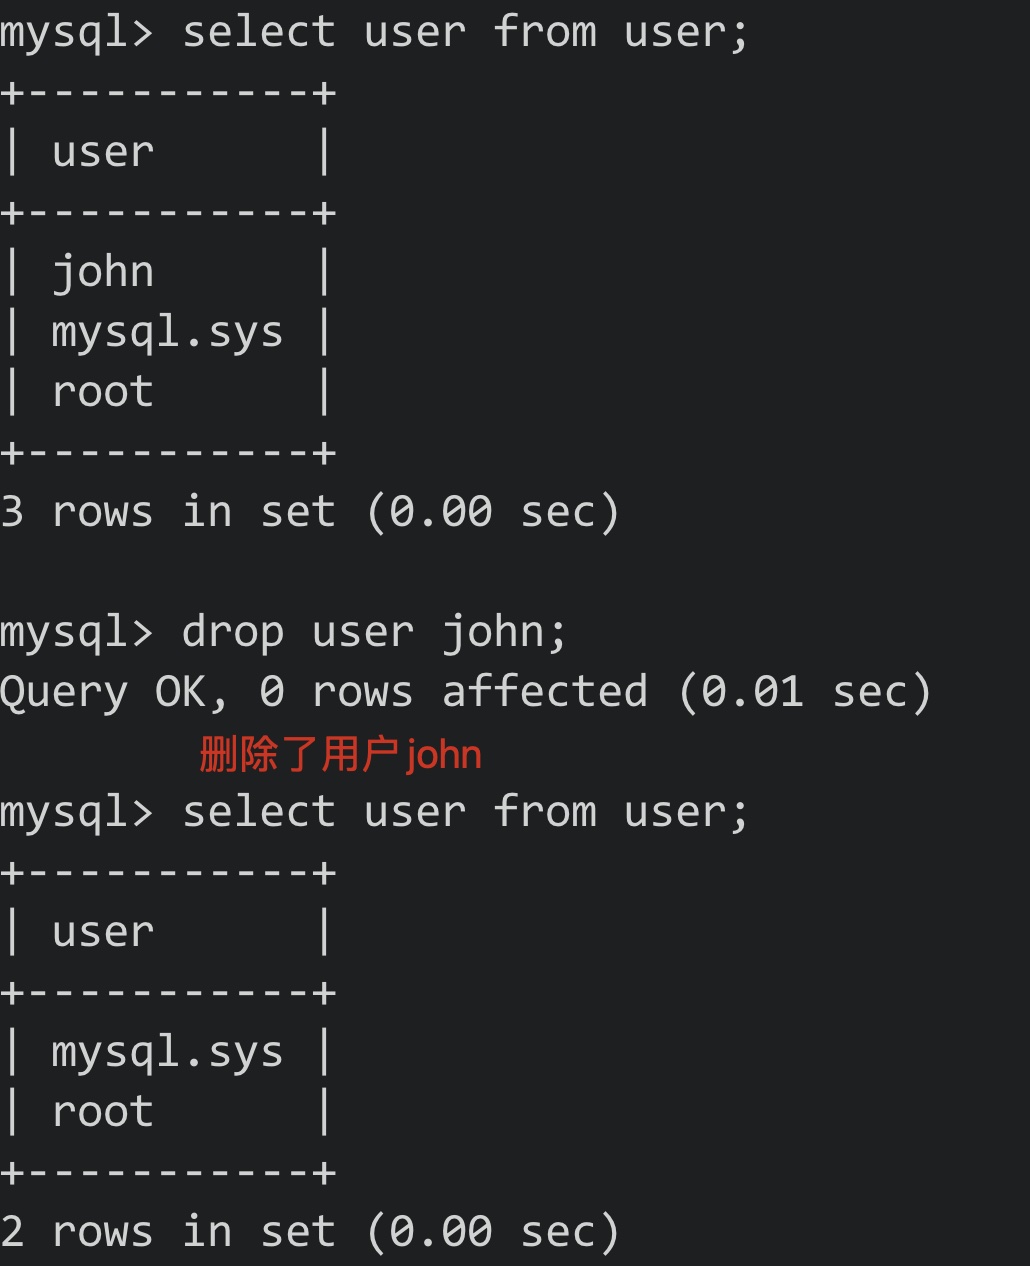 mysql> select user from user;
+-----------+
| user      |
+-----------+
| john      |
| mysql.sys |
| root      |
+-----------+
3 rows in set (0.00 sec)
mysql> drop user john;
Query OK, 0 rows affected (0.01 sec)
删除了用户john
mysql> select user from user;
+-----------+
| user      |
+-----------+
| mysql.sys |
| root      |
+-----------+
2 rows in set (0.00 sec)